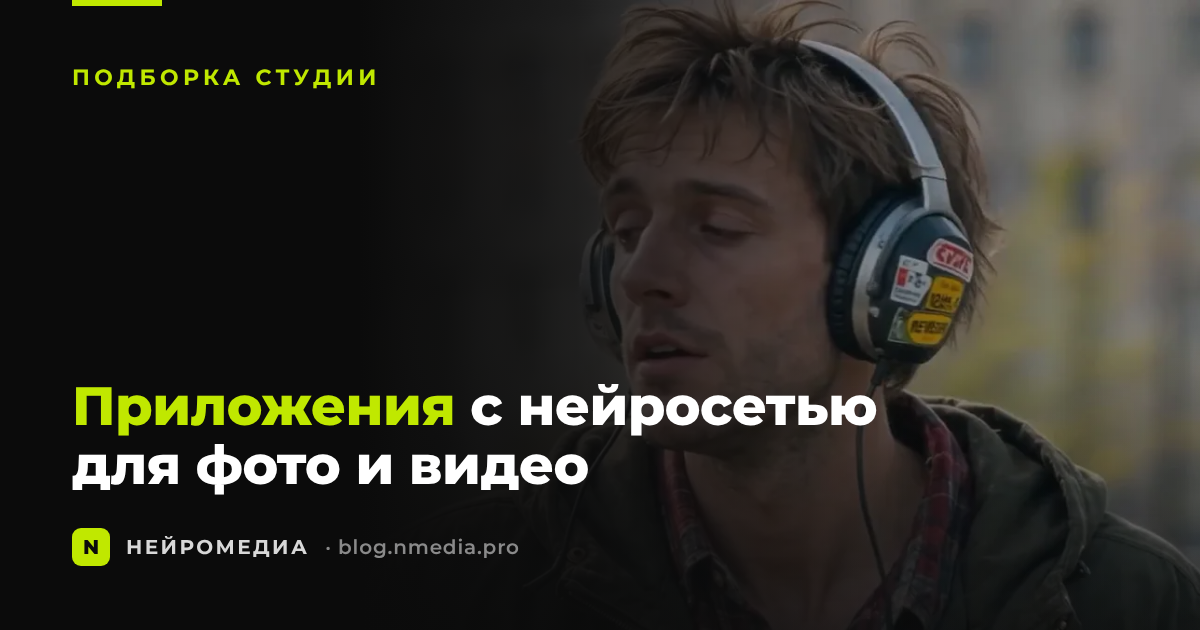 ПОДБОРКА СТУДИИ
Приложения с нейросетью
для фото и видео
N НЕЙРОМЕДИА · blog.nmedia.pro